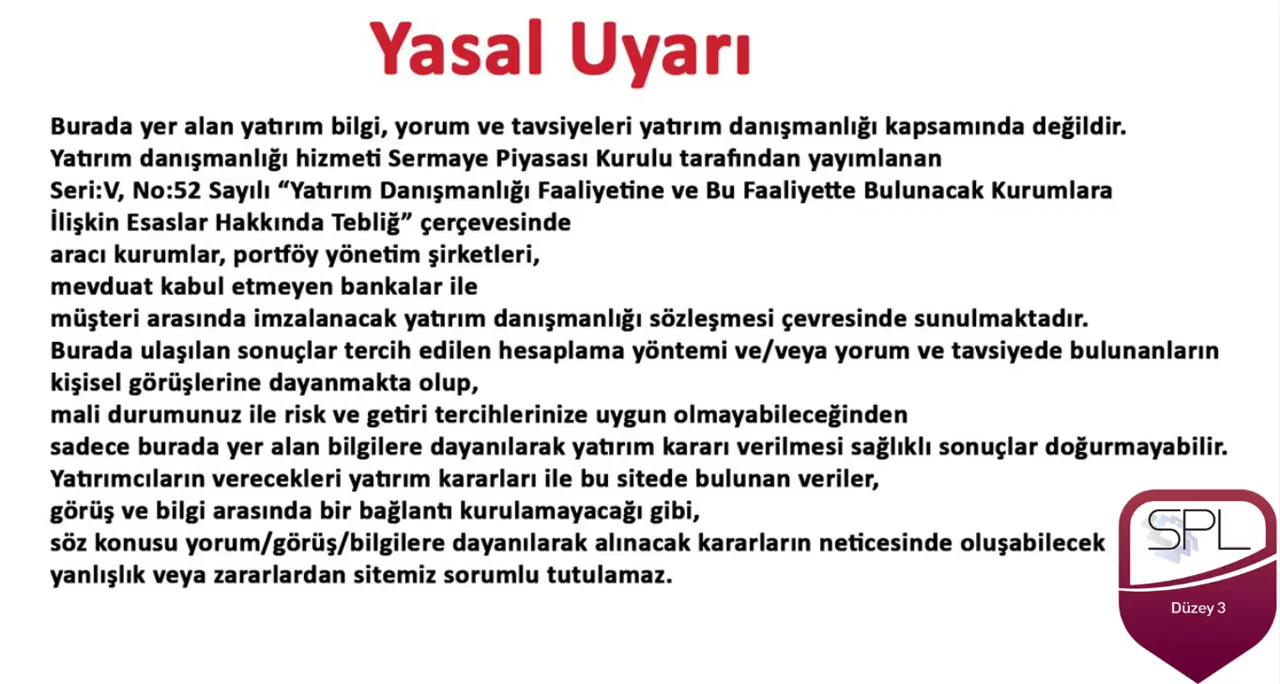 Yasal Uyarı
Burada yer alan yatırım bilgi, yorum ve tavsiyeleri yatırım danışmanlığı kapsamında değildir.
Yatırım danışmanlığı hizmeti Sermaye Piyasası Kurulu tarafından yayımlanan
Seri:V, No:52 Sayılı “Yatırım Danışmanlığı Faaliyetine ve Bu Faaliyette Bulunacak Kurumlara
İlişkin Esaslar Hakkında Tebliğ” çerçevesinde
aracı kurumlar, portföy yönetim şirketleri,
mevduat kabul etmeyen bankalar ile
müşteri arasında imzalanacak yatırım danışmanlığı sözleşmesi çevresinde sunulmaktadır.
Burada ulaşılan sonuçlar tercih edilen hesaplama yöntemi ve/veya yorum ve tavsiyede bulunanların
kişisel görüşlerine dayanmakta olup,
mali durumunuz ile risk ve getiri tercihlerinize uygun olmayabileceğinden
sadece burada yer alan bilgilere dayanılarak yatırım kararı verilmesi sağlıklı sonuçlar doğurmayabilir.
Yatırımcıların verecekleri yatırım kararları ile bu sitede bulunan veriler,
görüş ve bilgi arasında bir bağlantı kurulamayacağı gibi,
söz konusu yorum/görüş/bilgilere dayanılarak alınacak kararların neticesinde oluşabilecek
yanlışlık veya zararlardan sitemiz sorumlu tutulamaz.
SPL
Düzey 3